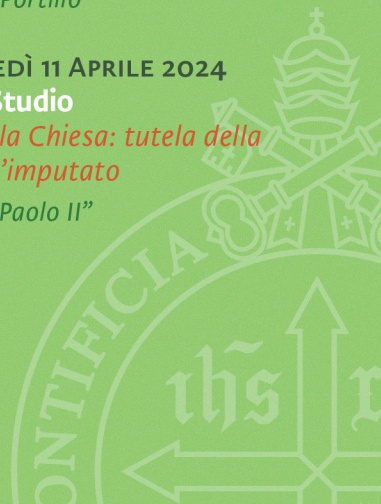 Portillo
edì 11 Aprile 2024
Studio
la Chiesa: tutela della
l'imputato
Paolo II”
ONTIFICIA
ihs